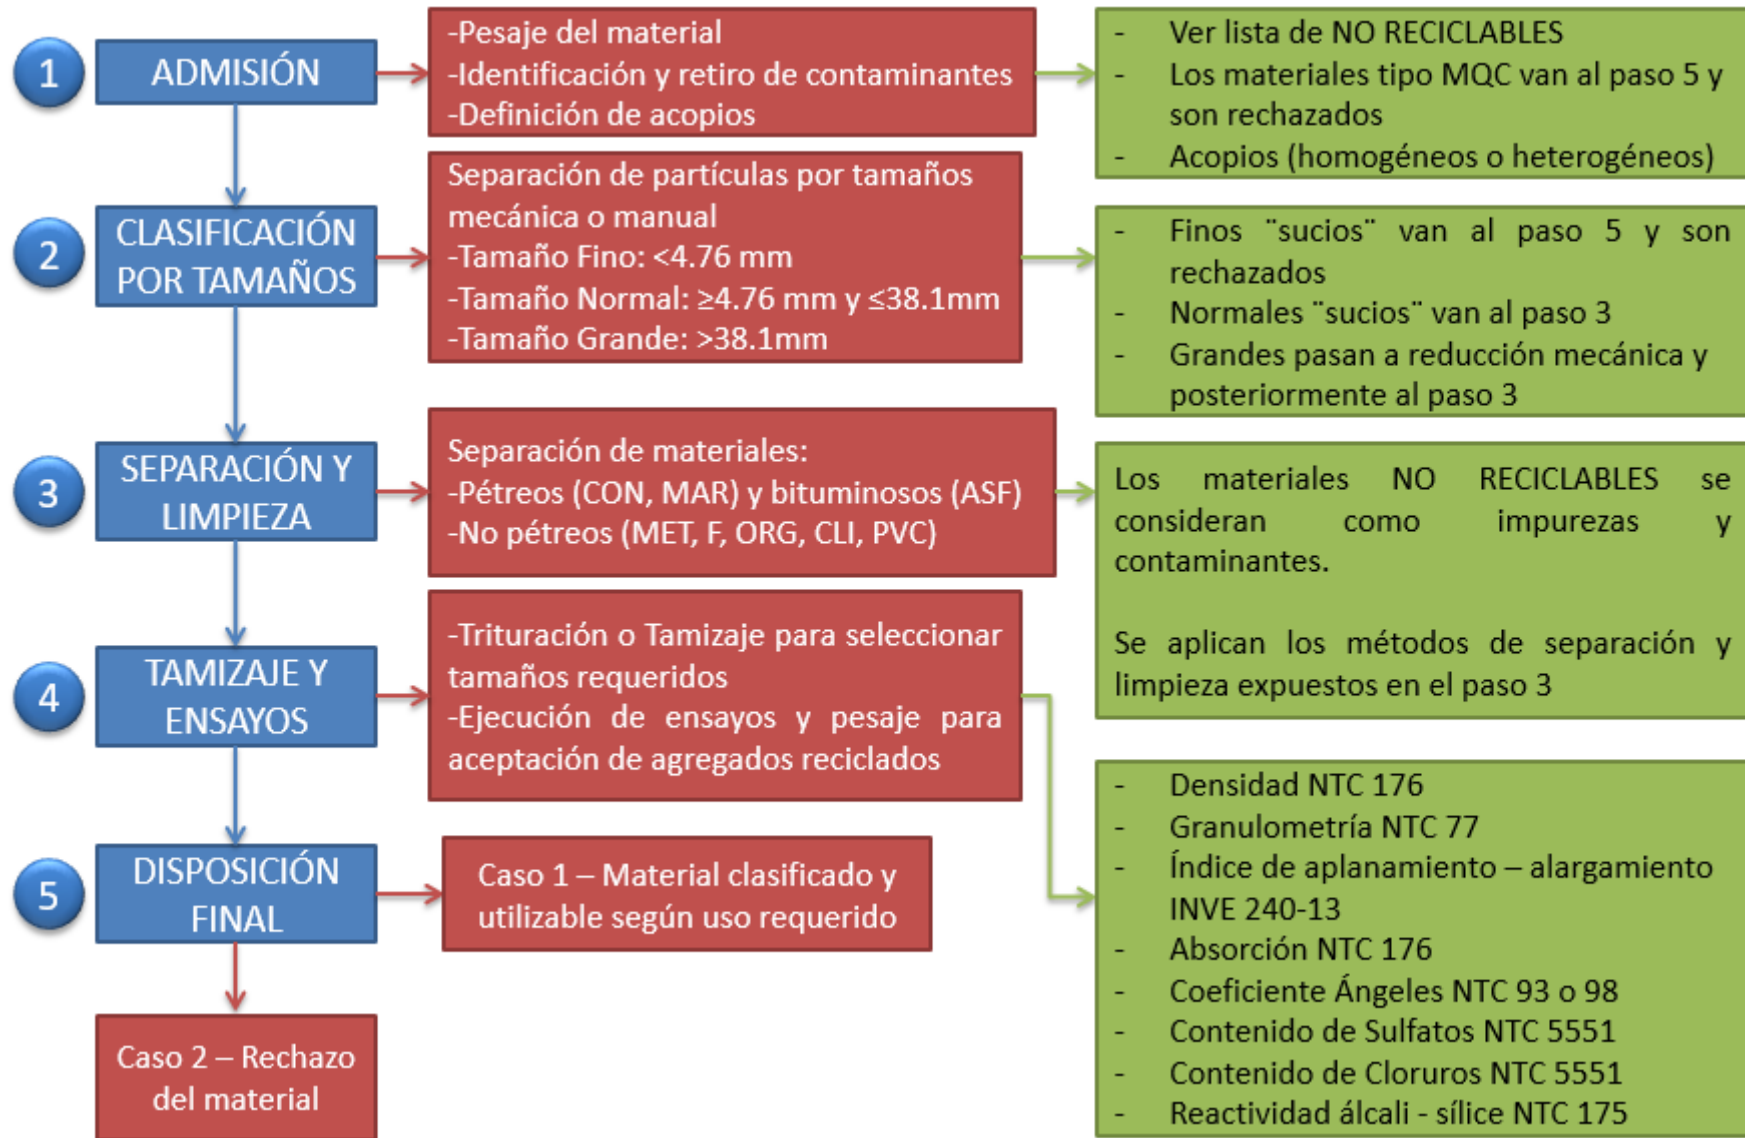 1
ADMISIÓN
-Pesaje del material
-Identificación y retiro de contaminantes
-Definición de acopios
- Ver lista de NO RECICLABLES
- Los materiales tipo MQC van al paso 5 y
son rechazados
- Acopios (homogéneos o heterogéneos)
2
CLASIFICACIÓN
POR TAMAÑOS
Separación de partículas por tamaños
mecánica o manual
-Tamaño Fino: <4.76 mm
-Tamaño Normal: ≥4.76 mm y ≤38.1mm
-Tamaño Grande: >38.1mm
- Finos ¨sucios¨ van al paso 5 y son
rechazados
- Normales ¨sucios¨ van al paso 3
- Grandes pasan a reducción mecánica y
posteriormente al paso 3
3
SEPARACIÓN Y
LIMPIEZA
Separación de materiales:
-Pétreos (CON, MAR) y bituminosos (ASF)
-No pétreos (MET, F, ORG, CLI, PVC)
Los materiales NO RECICLABLES se
consideran como impurezas y
contaminantes.
Se aplican los métodos de separación y
limpieza expuestos en el paso 3
4
TAMIZAJE Y
ENSAYOS
-Trituración o Tamizaje para seleccionar
tamaños requeridos
-Ejecución de ensayos y pesaje para
aceptación de agregados reciclados
- Densidad NTC 176
- Granulometría NTC 77
- Índice de aplanamiento – alargamiento
INVE 240-13
- Absorción NTC 176
- Coeficiente Ángeles NTC 93 o 98
- Contenido de Sulfatos NTC 5551
- Contenido de Cloruros NTC 5551
- Reactividad álcali - sílice NTC 175
5
DISPOSICIÓN
FINAL
Caso 1 – Material clasificado y
utilizable según uso requerido
Caso 2 – Rechazo
del material